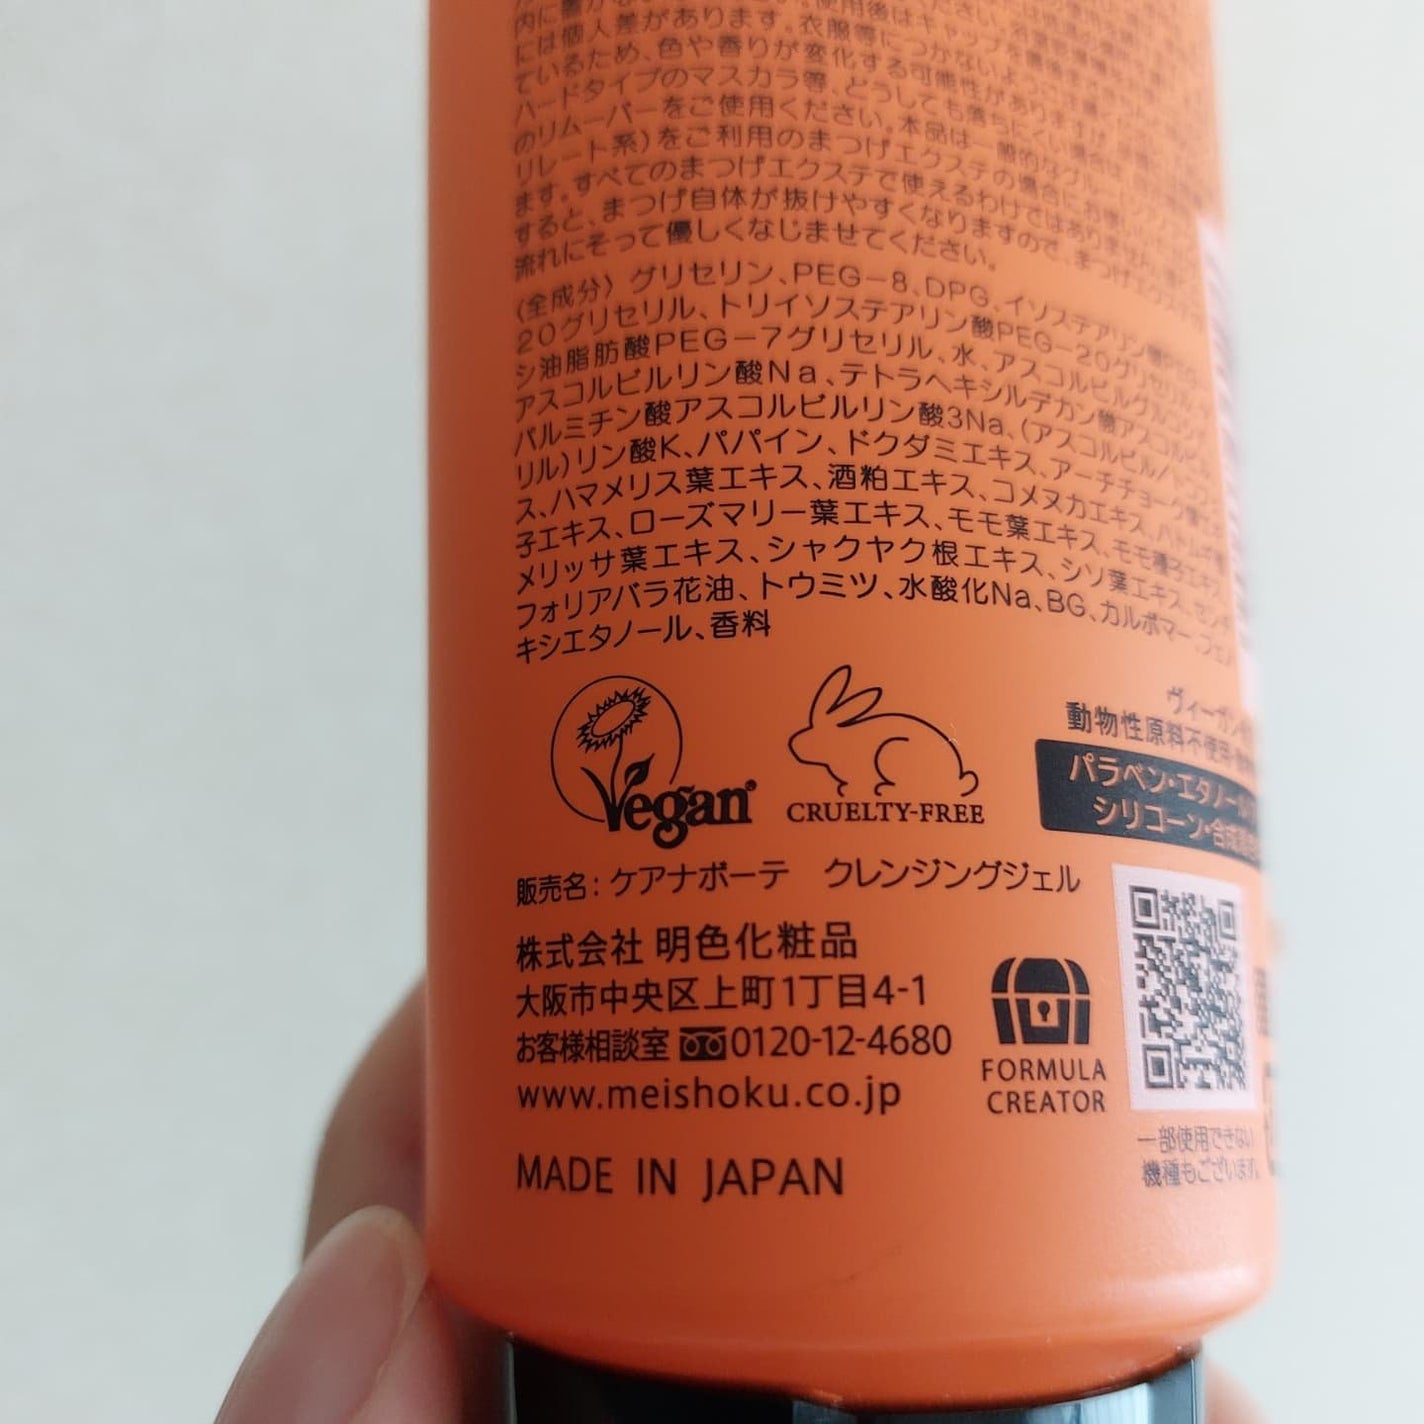 には個人差があります。衣服等につかないよう
ているため、色や香りが変化する可能性があります
ハードタイプのマスカラ等、どうしても落ちにくい場合は
のリムーバーをご使用ください。本品は一般的なグル
リレート系)をご利用のまつげエクステの場合に
ます。すべてのまつげエクステで使えるわけではありません
すると、まつげ自体が抜けやすくなりますので、まつげエクステ
流れにそって優しくなじませてください。
〈全成分〉グリセリン、PEG-8、DPG、イソステアリン酸
20グリセリル、トリイソステアリン酸PEG-20グリセリル、
シ油脂肪酸PEG-7グリセリル、水、アスコルビルグルコシド
アスコルビルリン酸Na、テトラヘキシルデカン酸アスコルビル
パルミチン酸アスコルビルリン酸3Na、(アスコルビル/トコフェ
リル)リン酸K、パパイン、ドクダミエキス、アーチチョーク葉
ス、ハマメリス葉エキス、酒粕エキス、コメヌカエキス、ハトムギ種
子エキス、ローズマリー葉エキス、モモ葉エキス、モモ種子エキス
メリッサ葉エキス、シャクヤク根エキス、シソ葉エキス、センチ
フォリアバラ花油、トウミツ、水酸化Na、BG、カルボマー、フェノ
キシエタノール、香料
Vegan
CRUELTY-FREE
ヴィーガン
動物性原料不使用
パラベン・エタノール
シリコーン・合成
販売名:ケアナボーテ クレンジングジェル
株式会社 明色化粧品
大阪市中央区上町1丁目4-1
お客様相談室 0120-12-4680
www.meishoku.co.jp
MADE IN JAPAN
FORMULA
CREATOR
一部使用できない
機種もございます。